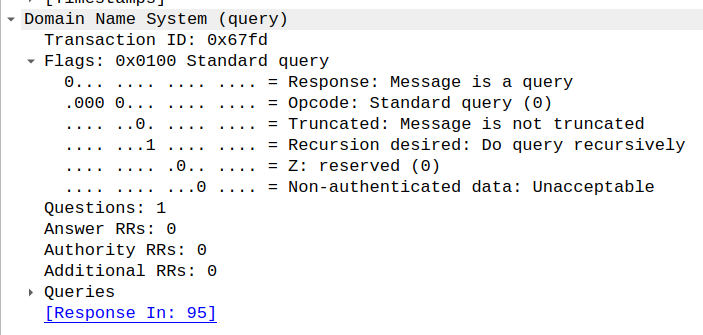 [Timestamps]
Domain Name System (query)
Transaction ID: 0x67fd
Flags: 0x0100 Standard query
0... .... .... .... = Response: Message is a query
.000 0... .... .... = Opcode: Standard query (0)
.... ..0. .... .... = Truncated: Message is not truncated
.... ...1 .... .... = Recursion desired: Do query recursively
.... .... .0.. .... = Z: reserved (0)
.... .... ...0 .... = Non-authenticated data: Unacceptable
Questions: 1
Answer RRs: 0
Authority RRs: 0
Additional RRs: 0
Queries
[Response In: 95]